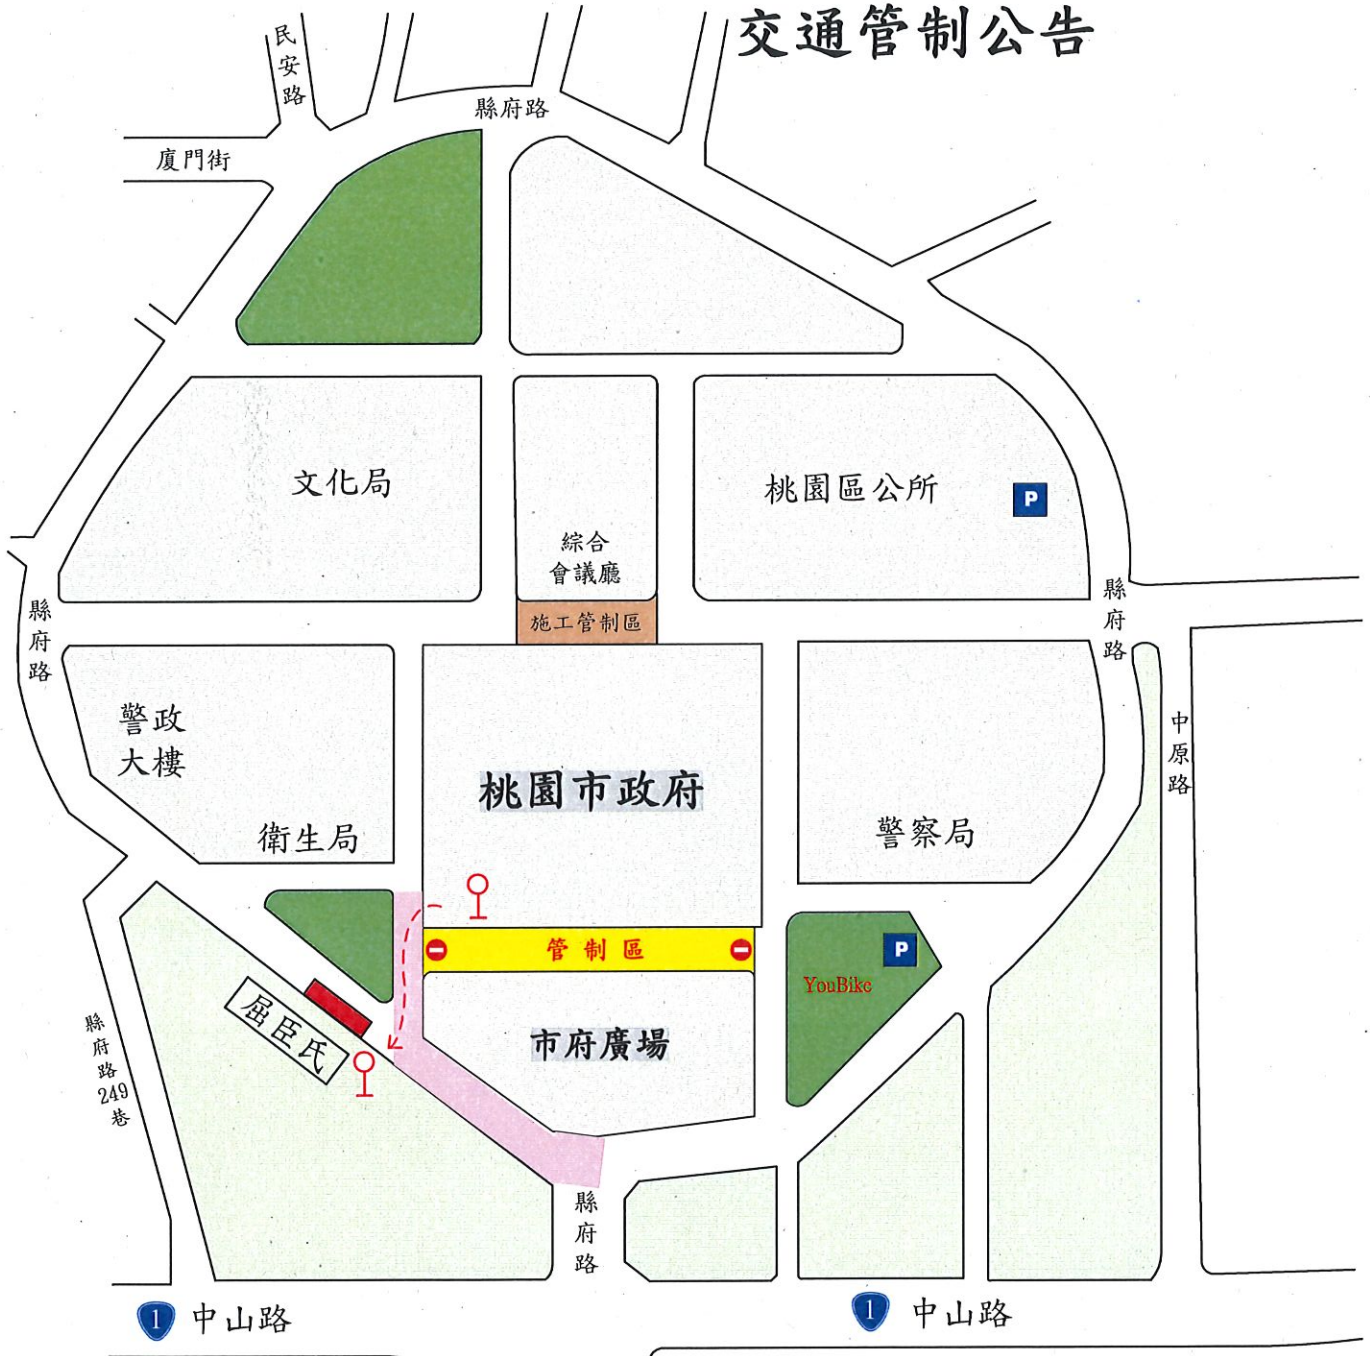 交通管制公告
民安路
縣府路
廈門街
文化局
桃園區公所
P
綜合
會議廳
施工管制區
縣府路
縣府路
警政
大樓
衛生局
桃園市政府
警察局
中原路
管制區
P
YouBike
屈臣氏
市府廣場
縣府路249巷
縣府路
1 中山路
1 中山路